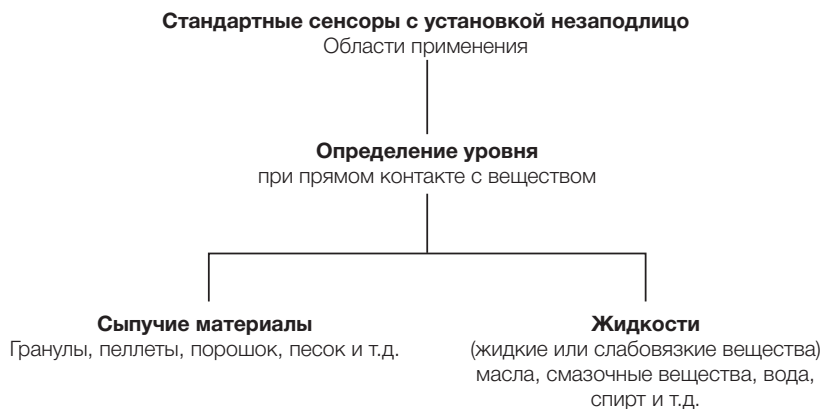 Стандартные сенсоры с установкой незаподлицо
Области применения
Определение уровня
при прямом контакте с веществом
Сыпучие материалы
Гранулы, пеллеты, порошок, песок и т.д.
Жидкости
(жидкие или слабовязкие вещества)
масла, смазочные вещества, вода,
спирт и т.д.